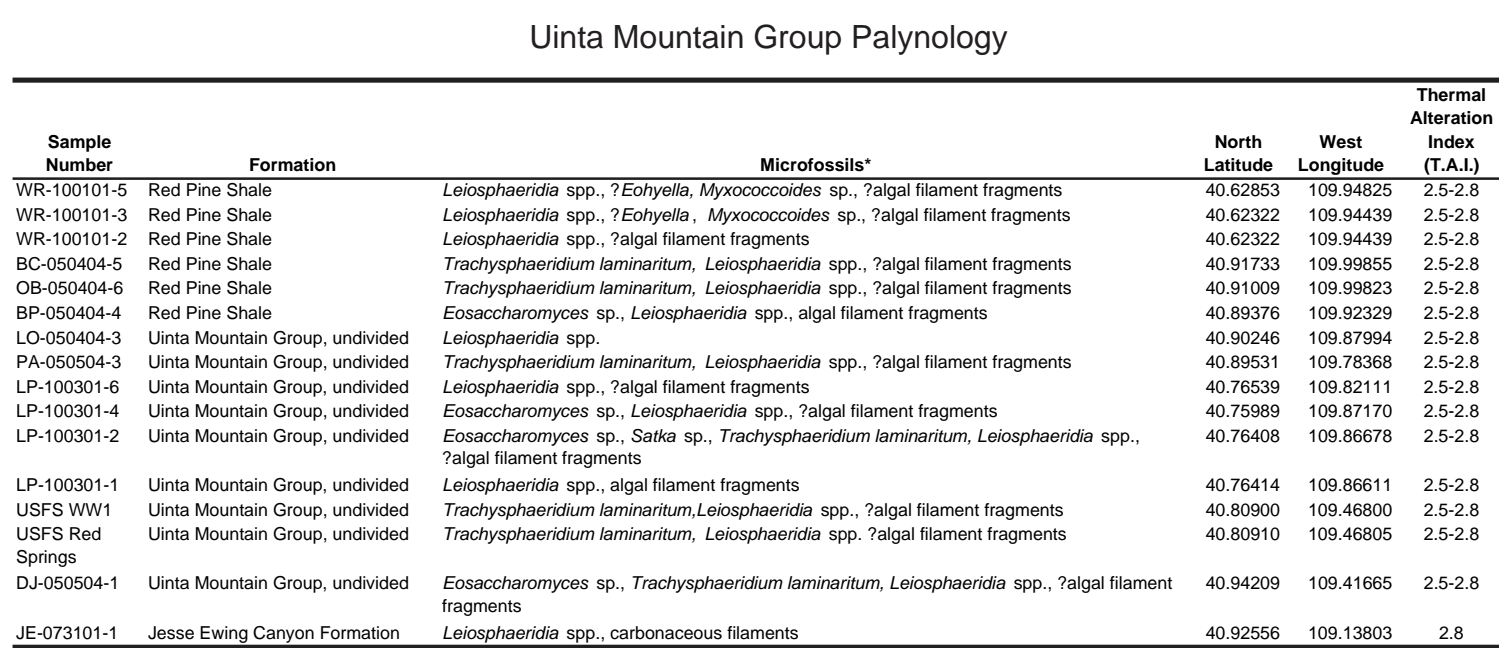 Uinta Mountain Group Palynology
Thermal
Alteration
Sample North West Index
Number Formation Microfossils* Latitude Longitude (T.A.I.)
WR-100101-5 Red Pine Shale Leiosphaeridia spp., ?Eohyella, Myxococcoides sp., ?algal filament fragments 40.62853 109.94825 2.5-2.8
WR-100101-3 Red Pine Shale Leiosphaeridia spp., ?Eohyella, Myxococcoides sp., ?algal filament fragments 40.62322 109.94439 2.5-2.8
WR-100101-2 Red Pine Shale Leiosphaeridia spp., ?algal filament fragments 40.62322 109.94439 2.5-2.8
BC-050404-5 Red Pine Shale Trachysphaeridium laminaritum, Leiosphaeridia spp., ?algal filament fragments 40.91733 109.99855 2.5-2.8
OB-050404-6 Red Pine Shale Trachysphaeridium laminaritum, Leiosphaeridia spp., ?algal filament fragments 40.91009 109.99823 2.5-2.8
BP-050404-4 Red Pine Shale Eosaccharomyces sp., Leiosphaeridia spp., algal filament fragments 40.89376 109.92329 2.5-2.8
LO-050404-3 Uinta Mountain Group, undivided Leiosphaeridia spp. 40.90246 109.87994 2.5-2.8
PA-050504-3 Uinta Mountain Group, undivided Trachysphaeridium laminaritum, Leiosphaeridia spp., ?algal filament fragments 40.89531 109.78368 2.5-2.8
LP-100301-6 Uinta Mountain Group, undivided Leiosphaeridia spp., ?algal filament fragments 40.76539 109.82111 2.5-2.8
LP-100301-4 Uinta Mountain Group, undivided Eosaccharomyces sp., Leiosphaeridia spp., ?algal filament fragments 40.75989 109.87170 2.5-2.8
LP-100301-2 Uinta Mountain Group, undivided Eosaccharomyces sp., Satka sp., Trachysphaeridium laminaritum, Leiosphaeridia spp., 40.76408 109.86678 2.5-2.8
?algal filament fragments
LP-100301-1 Uinta Mountain Group, undivided Leiosphaeridia spp., algal filament fragments 40.76414 109.86611 2.5-2.8
USFS WW1 Uinta Mountain Group, undivided Trachysphaeridium laminaritum,Leiosphaeridia spp., ?algal filament fragments 40.80900 109.46800 2.5-2.8
USFS Red Uinta Mountain Group, undivided Trachysphaeridium laminaritum, Leiosphaeridia spp. ?algal filament fragments 40.80910 109.46805 2.5-2.8
Springs
DJ-050504-1 Uinta Mountain Group, undivided Eosaccharomyces sp., Trachysphaeridium laminaritum, Leiosphaeridia spp., ?algal filament 40.94209 109.41665 2.5-2.8
fragments
JE-073101-1 Jesse Ewing Canyon Formation Leiosphaeridia spp., carbonaceous filaments 40.92556 109.13803 2.8